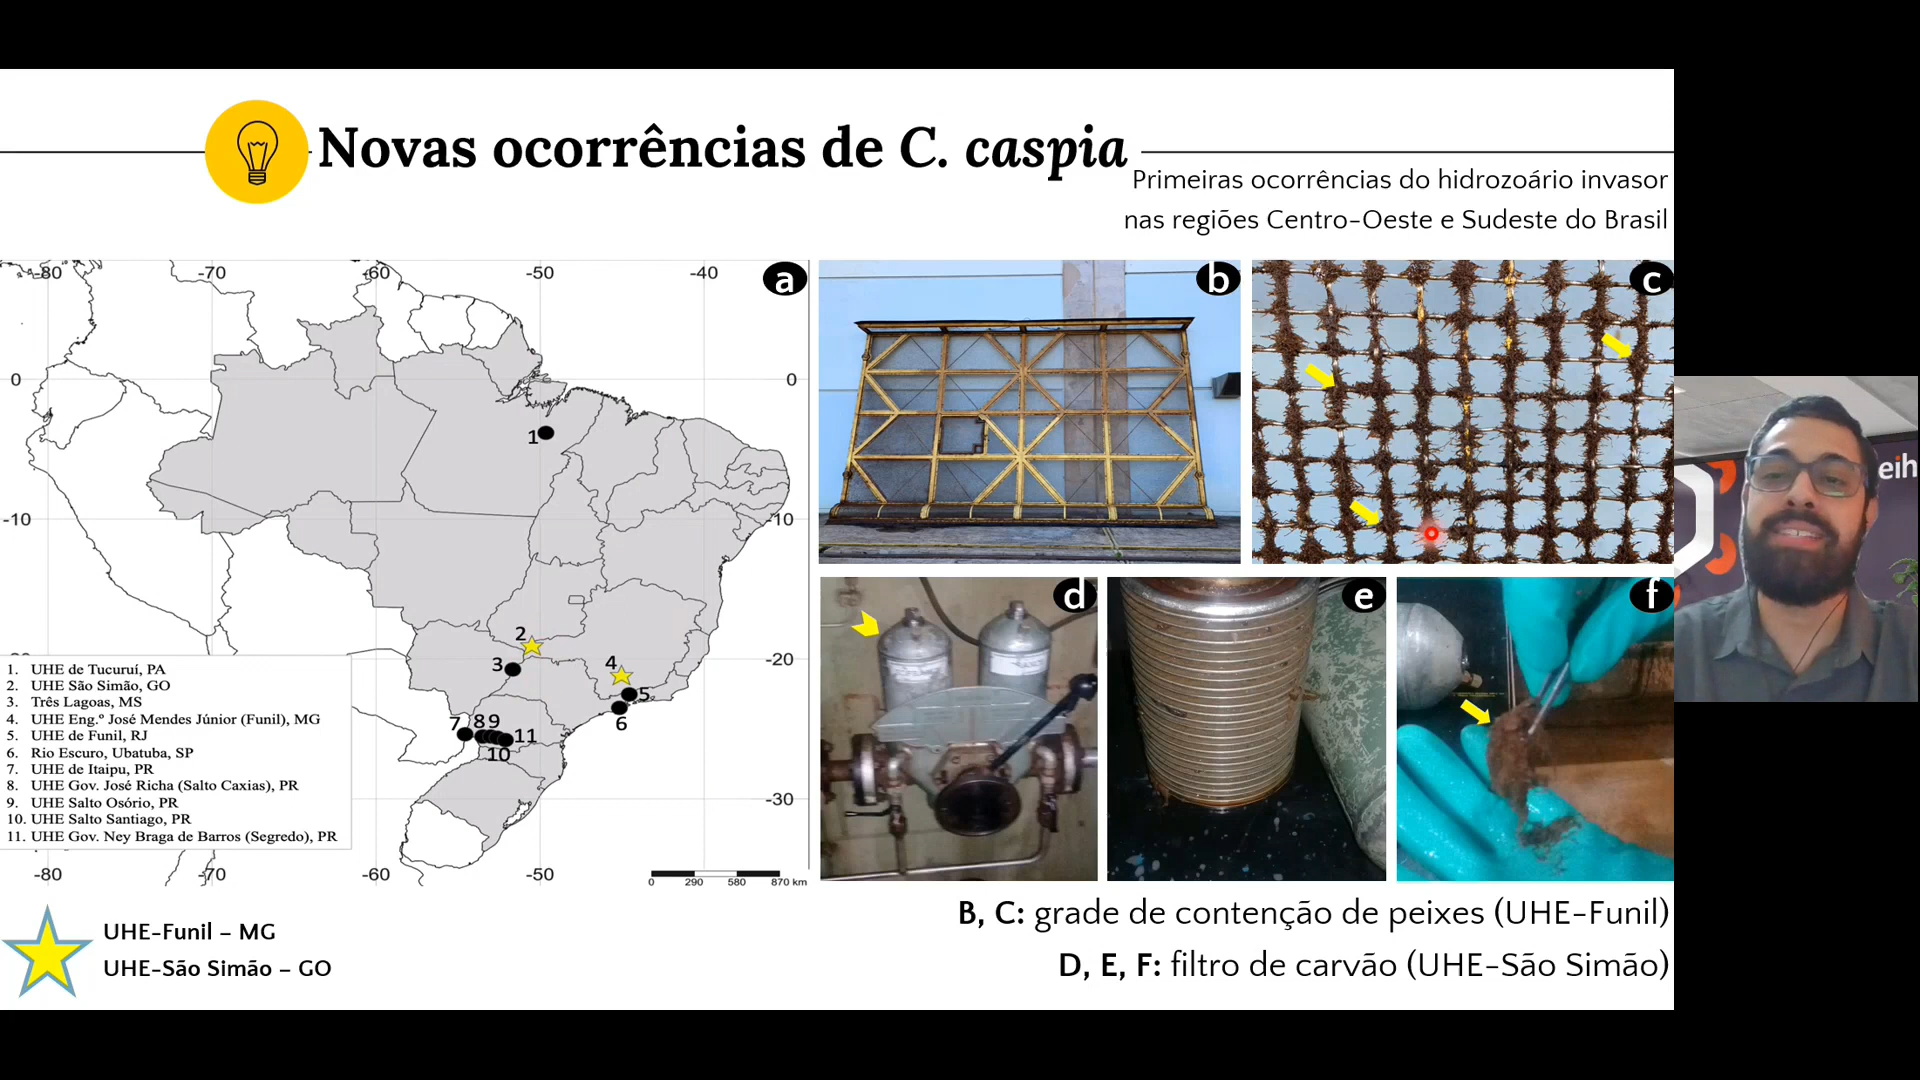 Novas ocorrências de C. caspia
Primeiras ocorrências do hidrozoário invasor
nas regiões Centro-Oeste e Sudeste do Brasil
-80
-70
-60
-50
-40
a
0
0
-10
-10
-20
-30
1
2
3
4
5
6
7
8
9
10
11
1. UHE de Tucuruí, PA
2. UHE São Simão, GO
3. Três Lagoas, MS
4. UHE Eng.º José Mendes Júnior (Funil), MG
5. UHE de Funil, RJ
6. Rio Escuro, Ubatuba, SP
7. UHE de Itaipu, PR
8. UHE Gov. José Richa (Salto Caxias), PR
9. UHE Salto Osório, PR
10. UHE Salto Santiago, PR
11. UHE Gov. Ney Braga de Barros (Segredo), PR
-80
-70
-60
-50
0 290 580 870 km
b
c
d
e
f
eih
UHE-Funil – MG
UHE-São Simão – GO
B, C: grade de contenção de peixes (UHE-Funil)
D, E, F: filtro de carvão (UHE-São Simão)